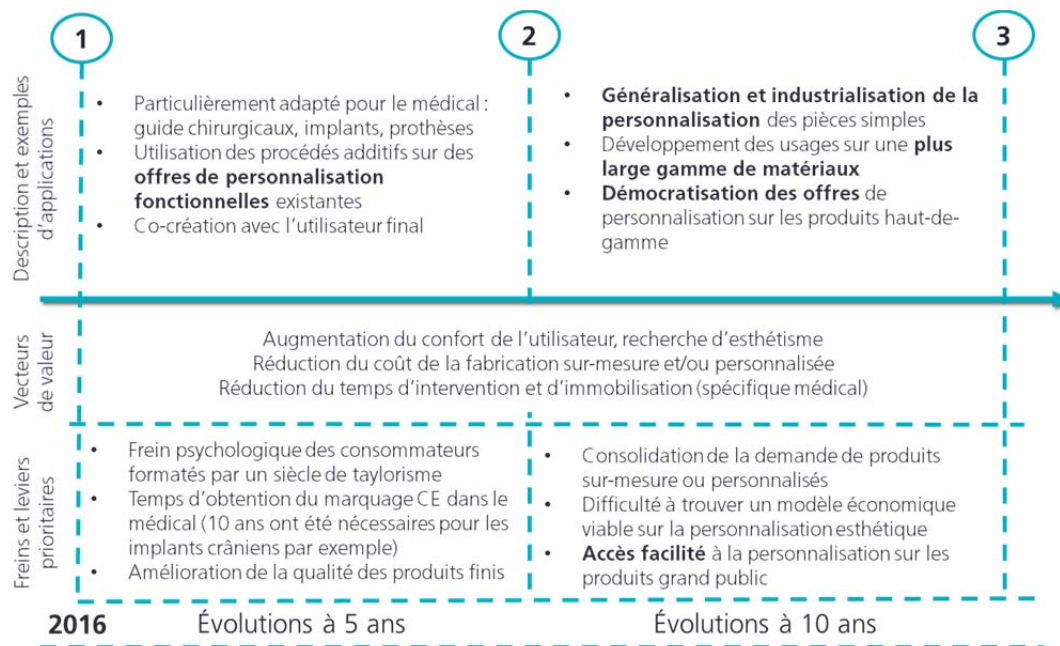 1
2
3
Description et exemples
d'applications
• Particulièrement adapté pour le médical :
guide chirurgicaux, implants, prothèses
• Utilisation des procédés additifs sur des
offres de personnalisation
fonctionnelles existantes
• Co-création avec l'utilisateur final
• Généralisation et industrialisation de la
personnalisation des pièces simples
• Développement des usages sur une plus
large gamme de matériaux
• Démocratisation des offres de
personnalisation sur les produits haut-de-
gamme
Vecteurs
de valeur
Augmentation du confort de l'utilisateur, recherche d'esthétisme
Réduction du coût de la fabrication sur-mesure et/ou personnalisée
Réduction du temps d'intervention et d'immobilisation (spécifique médical)
Freins et leviers
prioritaires
• Frein psychologique des consommateurs
formatés par un siècle de taylorisme
• Temps d'obtention du marquage CE dans le
médical (10 ans ont été nécessaires pour les
implants crâniens par exemple)
• Amélioration de la qualité des produits finis
• Consolidation de la demande de produits
sur-mesure ou personnalisés
• Difficulté à trouver un modèle économique
viable sur la personnalisation esthétique
• Accès facilité à la personnalisation sur les
produits grand public
2016
Évolutions à 5 ans
Évolutions à 10 ans